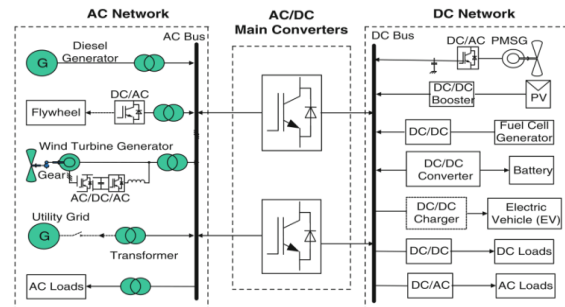 AC Network
AC/DC
Main Converters
DC Network
Diesel
Generator
AC Bus
G
DC/AC
Flywheel
Wind Turbine Generator
Gear
AC/DC/AC
Utility Grid
G
Transformer
AC Loads
DC Bus
DC/AC PMSG
DC/DC
Booster
PV
DC/DC
Fuel Cell
Generator
DC/DC
Converter
Battery
DC/DC
Charger
Electric
Vehicle (EV)
DC/DC
DC Loads
DC/AC
AC Loads